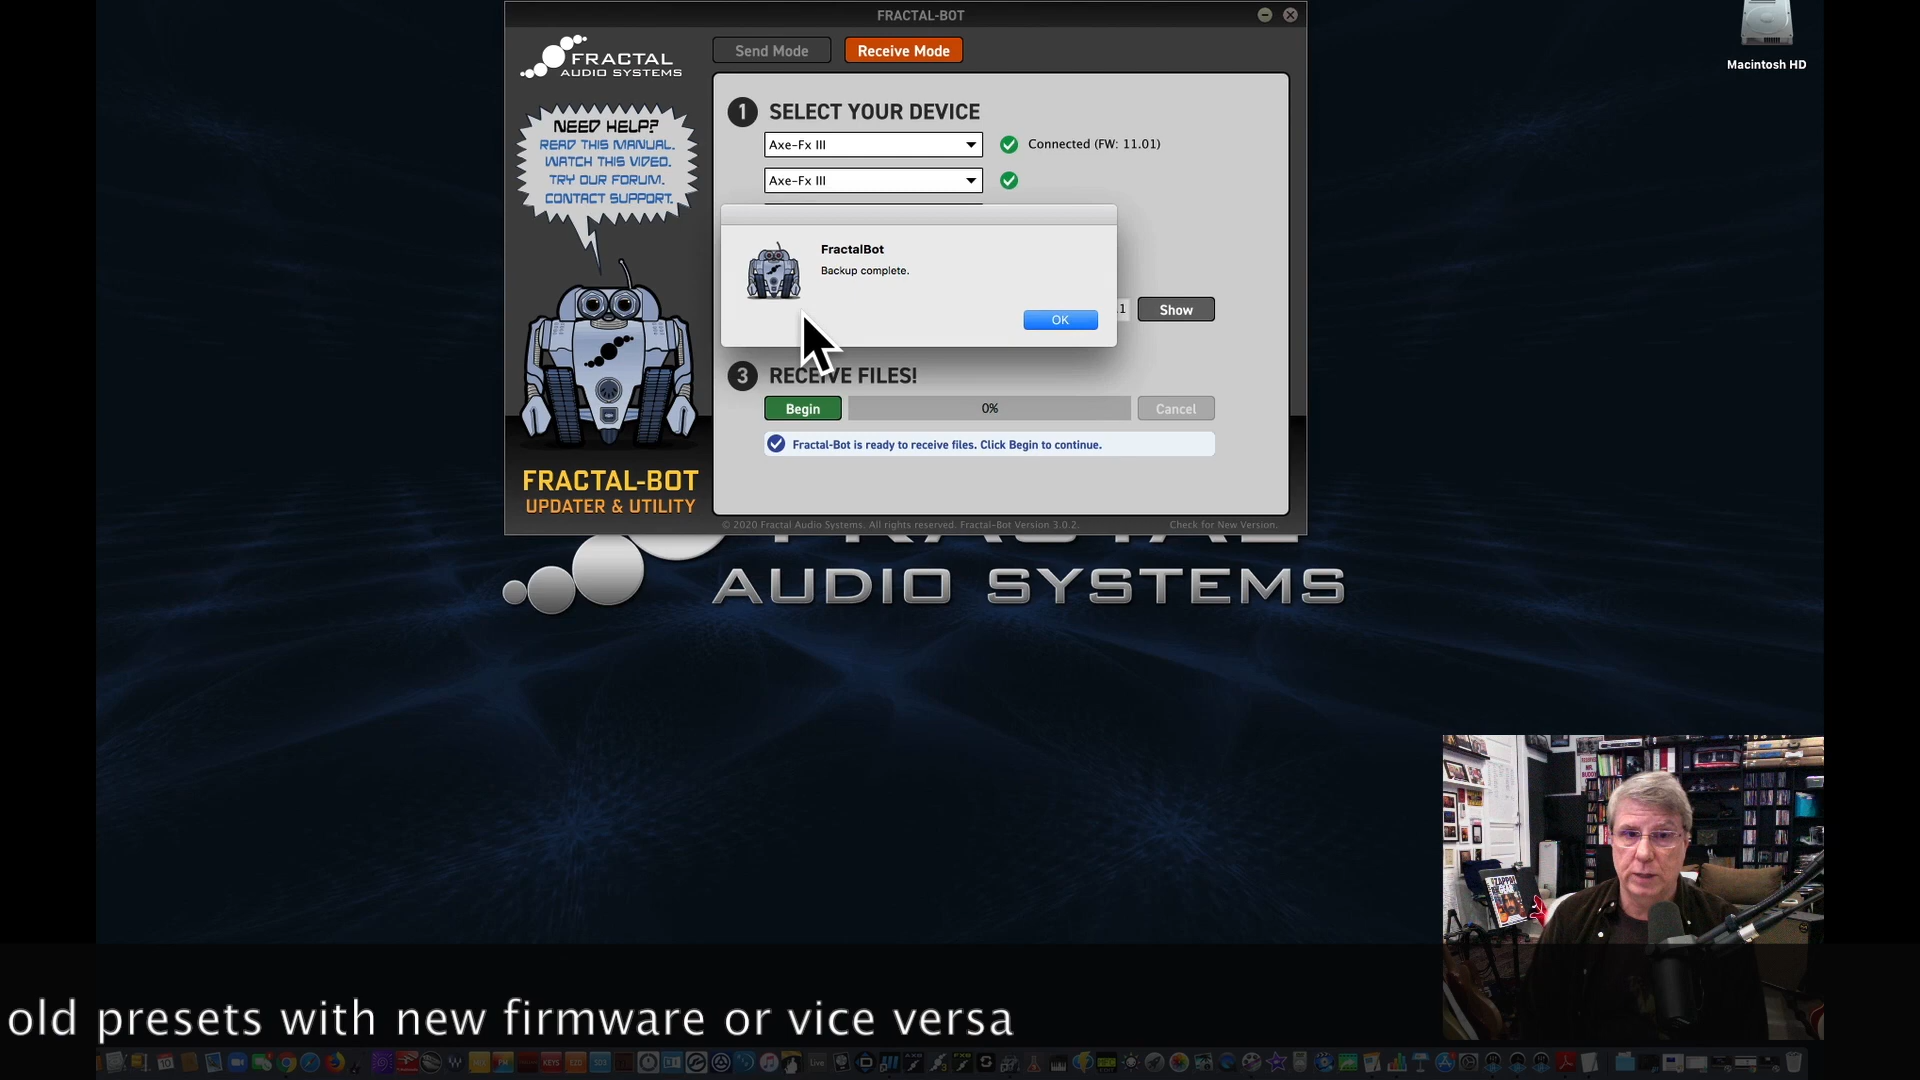 FRACTAL-BOT
FRACTAL
AUDIO SYSTEMS
Send Mode
Receive Mode
Macintosh HD
NEED HELP?
READ THIS MANUAL.
WATCH THIS VIDEO.
TRY OUR FORUM.
CONTACT SUPPORT.
1 SELECT YOUR DEVICE
Axe-Fx III
Connected (FW: 11.01)
Axe-Fx III
FractalBot
Backup complete.
OK
1
Show
3 RECEIVE FILES!
Begin
0%
Cancel
Fractal-Bot is ready to receive files. Click Begin to continue.
FRACTAL-BOT
UPDATER & UTILITY
© 2020 Fractal Audio Systems. All rights reserved. Fractal-Bot Version 3.0.2.
Check for New Version.
AUDIO SYSTEMS
old presets with new firmware or vice versa